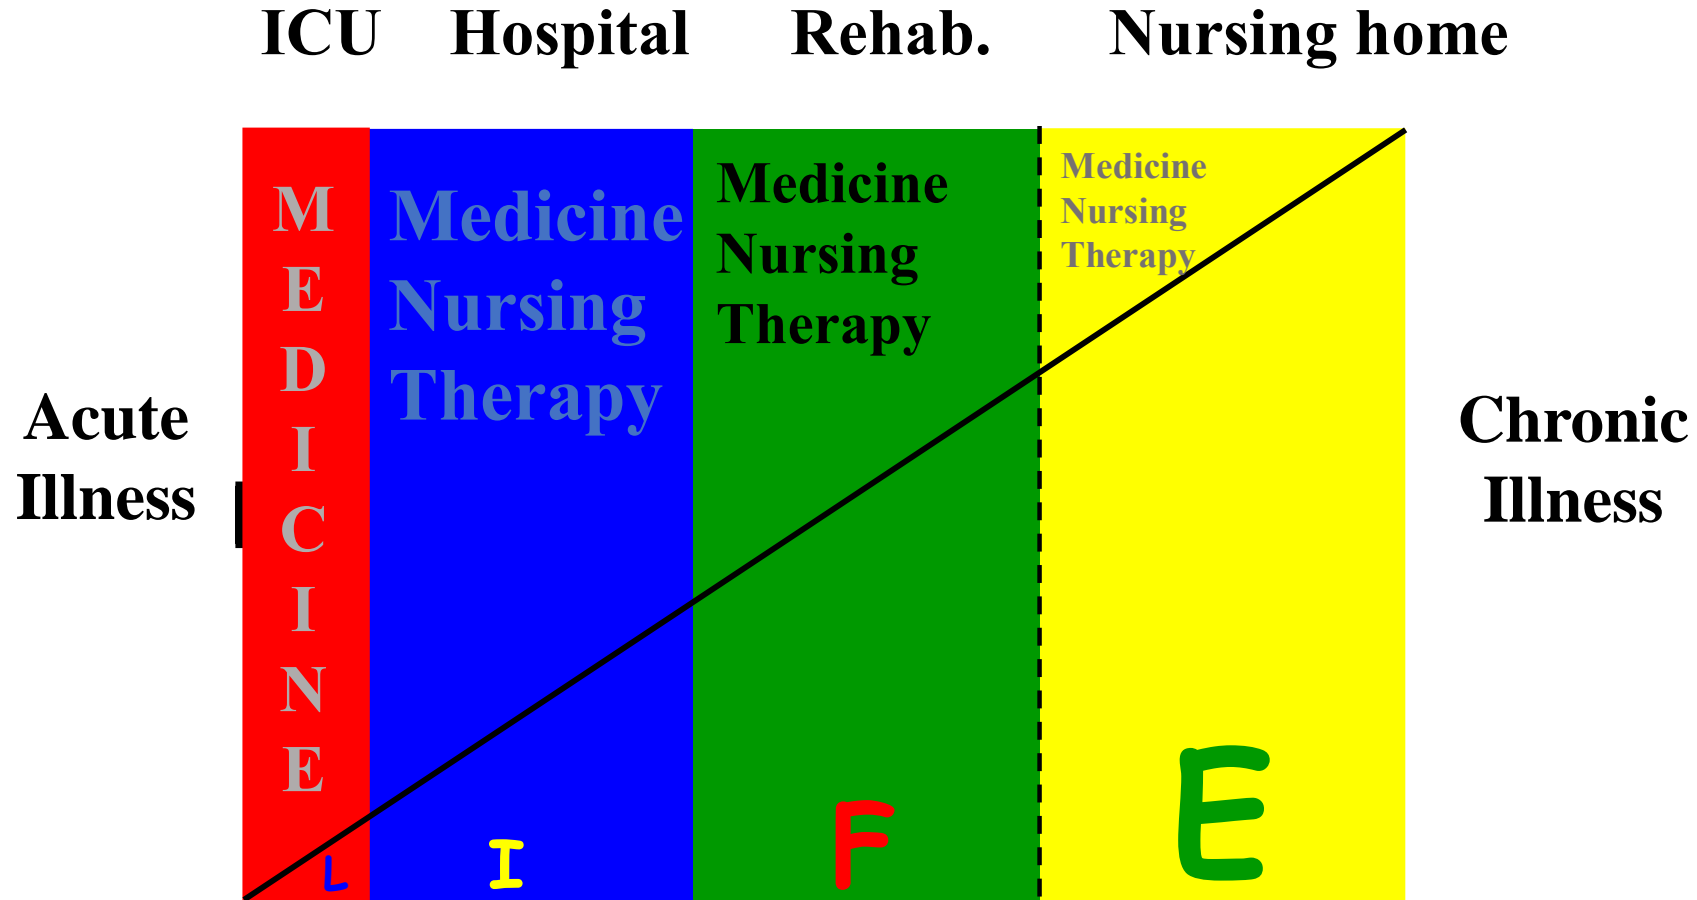 ICU Hospital Rehab. Nursing home
Acute
Illness
M
E
D
I
C
I
N
E
Medicine
Nursing
Therapy
Medicine
Nursing
Therapy
Medicine
Nursing
Therapy
Chronic
Illness
L I F E